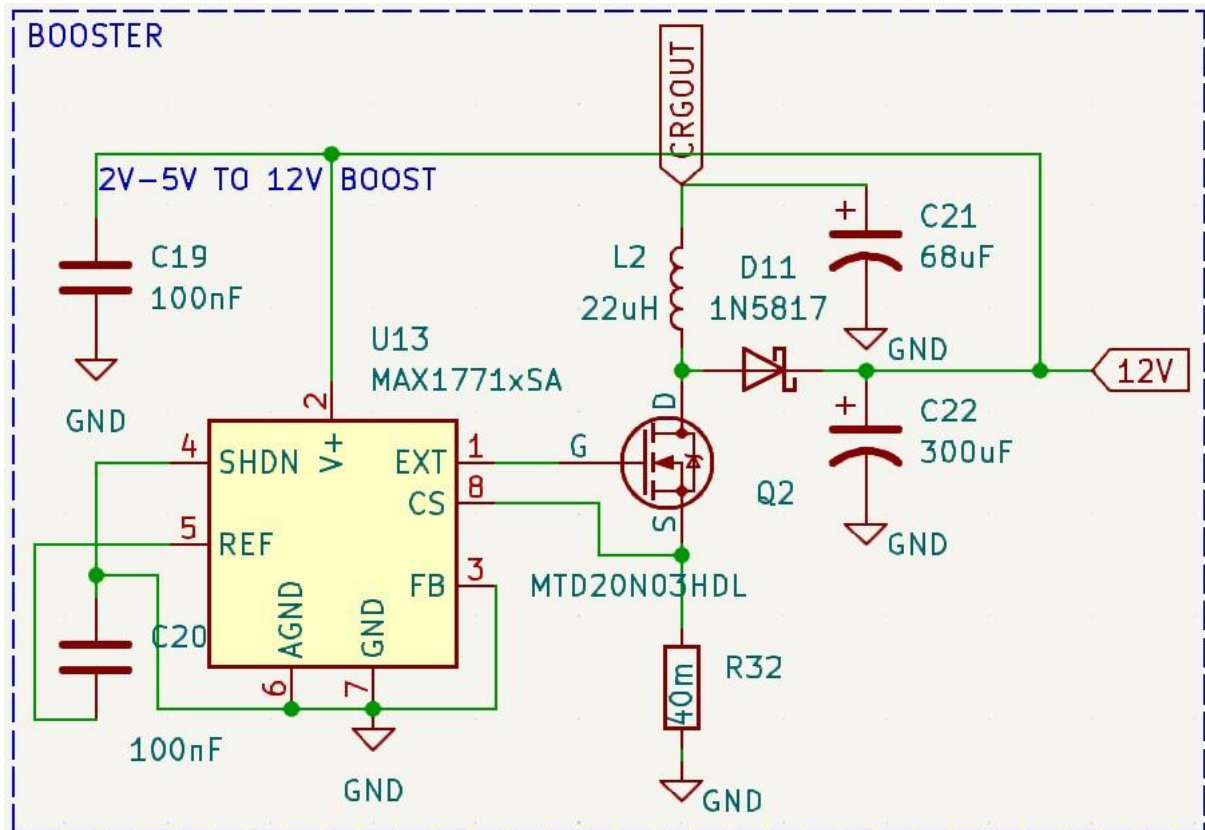 BOOSTER
CRGOUT
2V-5V TO 12V BOOST
C19
100nF
GND
L2
22uH
D11
1N5817
C21
68uF
GND
12V
U13
MAX1771xSA
2
V+
4
SHDN
5
REF
EXT
1
CS
8
FB
3
AGND
6
GND
7
G
D
S
Q2
MTD20N03HDL
C22
300uF
GND
C20
100nF
GND
R32
40m
GND